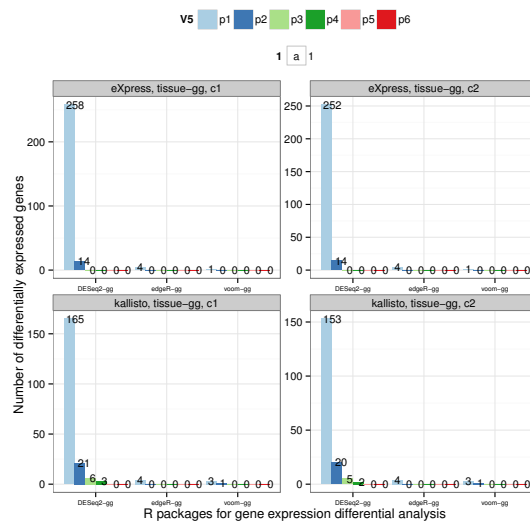 V5 p1 p2 p3 p4 p5 p6
1 a 1
eXpress, tissue-gg, c1
eXpress, tissue-gg, c2
258
14 0 0 0 0 4 0 0 0 0 0 1 0 0 0 0 0
252
14 0 0 0 0 4 0 0 0 0 0 1 0 0 0 0 0
0
100
200
0
50
100
150
200
250
DESeq2-gg edgeR-gg voom-gg
DESeq2-gg edgeR-gg voom-gg
kallisto, tissue-gg, c1
kallisto, tissue-gg, c2
165
21 6 3 0 0 4 0 0 0 0 0 3 1 0 0 0 0
153
20 5 2 0 0 4 0 0 0 0 0 3 1 0 0 0 0
0
50
100
150
0
50
100
150
DESeq2-gg edgeR-gg voom-gg
DESeq2-gg edgeR-gg voom-gg
Number of differentially expressed genes
R packages for gene expression differential analysis